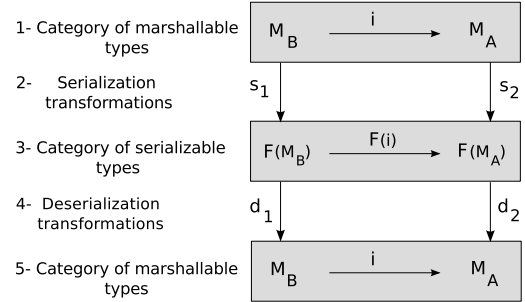 1- Category of marshallable
types
i
M_B
M_A
2- Serialization
transformations
s_1
s_2
3- Category of serializable
types
F(i)
F(M_B)
F(M_A)
4- Deserialization
transformations
d_1
d_2
5- Category of marshallable
types
i
M_B
M_A